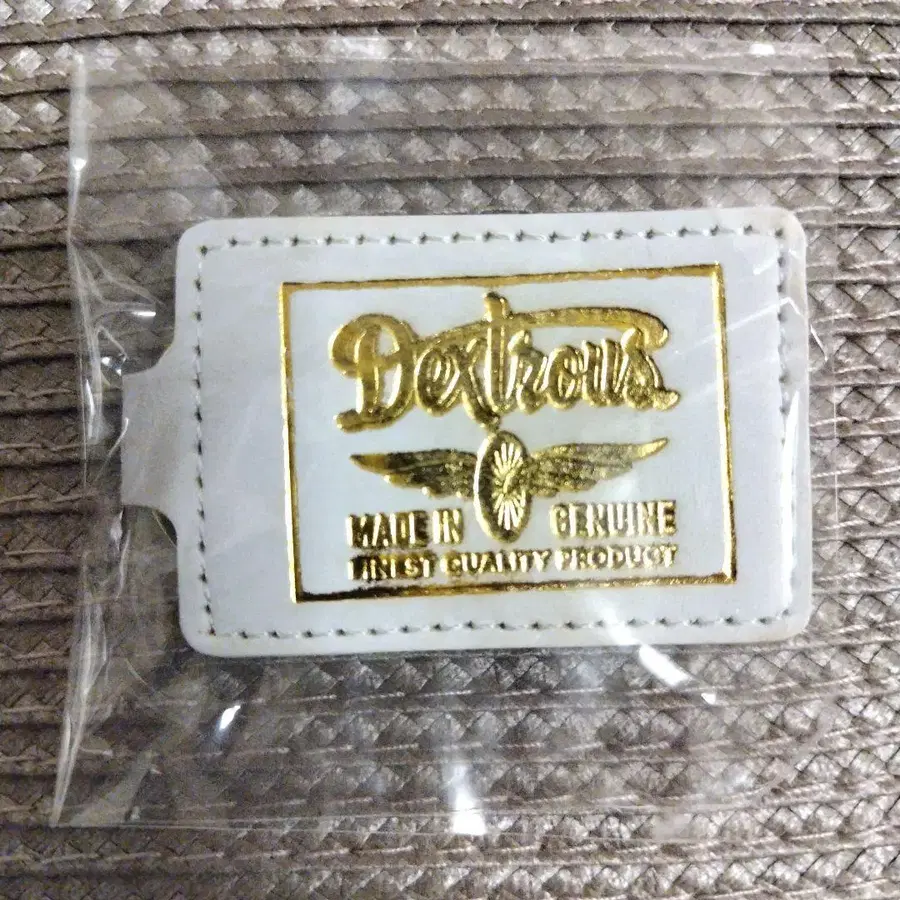 Dextrous
MADE IN GENUINE
FINEST QUALITY PRODUCT